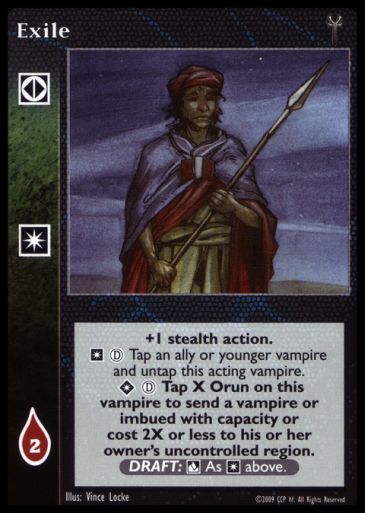 Exile
+1 stealth action.
D Tap an ally or younger vampire
and untap this acting vampire.
D Tap X Orun on this
vampire to send a vampire or
imbued with capacity or
cost 2X or less to his or her
owner's uncontrolled region.
DRAFT: As above.
2
Illus: Vince Locke
©2009 CCP hf. All Rights Reserved